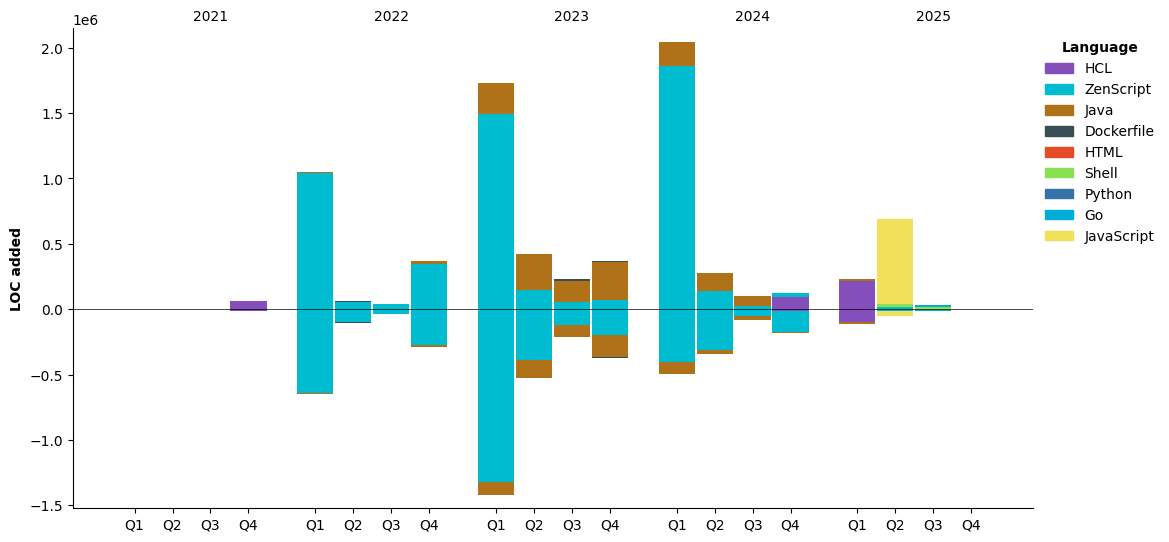 1e6
2021 2022 2023 2024 2025
2.0
1.5
1.0
0.5
0.0
−0.5
−1.0
−1.5
LOC added
Q1 Q2 Q3 Q4 Q1 Q2 Q3 Q4 Q1 Q2 Q3 Q4 Q1 Q2 Q3 Q4 Q1 Q2 Q3 Q4
Language
HCL
ZenScript
Java
Dockerfile
HTML
Shell
Python
Go
JavaScript